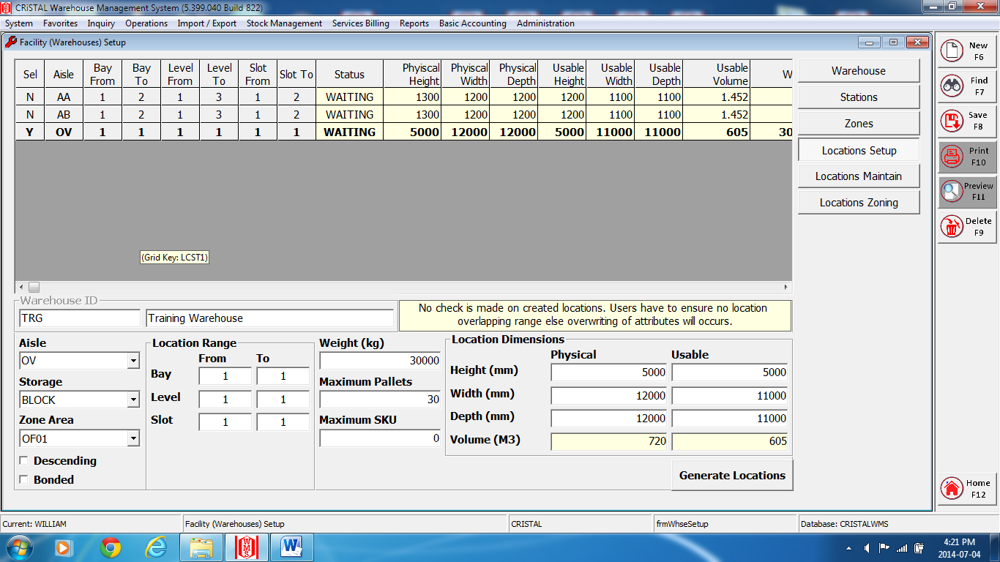 CRiSTAL Warehouse Management System (5.399.040 Build 822)
System Favorites Inquiry Operations Import / Export Stock Management Services Billing Reports Basic Accounting Administration
Facility (Warehouses) Setup
Sel Aisle Bay From Bay To Level From Level To Slot From Slot To Status Phyiscal Height Phyiscal Width Physical Depth Usable Height Usable Width Usable Depth Usable Volume W
N AA 1 2 1 3 1 2 WAITING 1300 1200 1200 1200 1100 1100 1.452
N AB 1 2 1 3 1 2 WAITING 1300 1200 1200 1200 1100 1100 1.452
Y OV 1 1 1 1 1 1 WAITING 5000 12000 12000 5000 11000 11000 605 30
(Grid Key: LCST1)
Warehouse
Stations
Zones
Locations Setup
Locations Maintain
Locations Zoning
New
F6
Find
F7
Save
F8
Print
F10
Preview
F11
Delete
F9
Home
F12
Warehouse ID
TRG Training Warehouse
No check is made on created locations. Users have to ensure no location
overlapping range else overwriting of attributes will occurs.
Aisle
OV
Storage
BLOCK
Zone Area
OF01
Descending
Bonded
Location Range
From To
Bay 1 1
Level 1 1
Slot 1 1
Weight (kg)
30000
Maximum Pallets
30
Maximum SKU
0
Location Dimensions
Physical Usable
Height (mm) 5000 5000
Width (mm) 12000 11000
Depth (mm) 12000 11000
Volume (M3) 720 605
Generate Locations
Current: WILLIAM Facility (Warehouses) Setup CRISTAL frmWhseSetup Database: CRISTALWMS
WMS
4:21 PM
2014-07-04